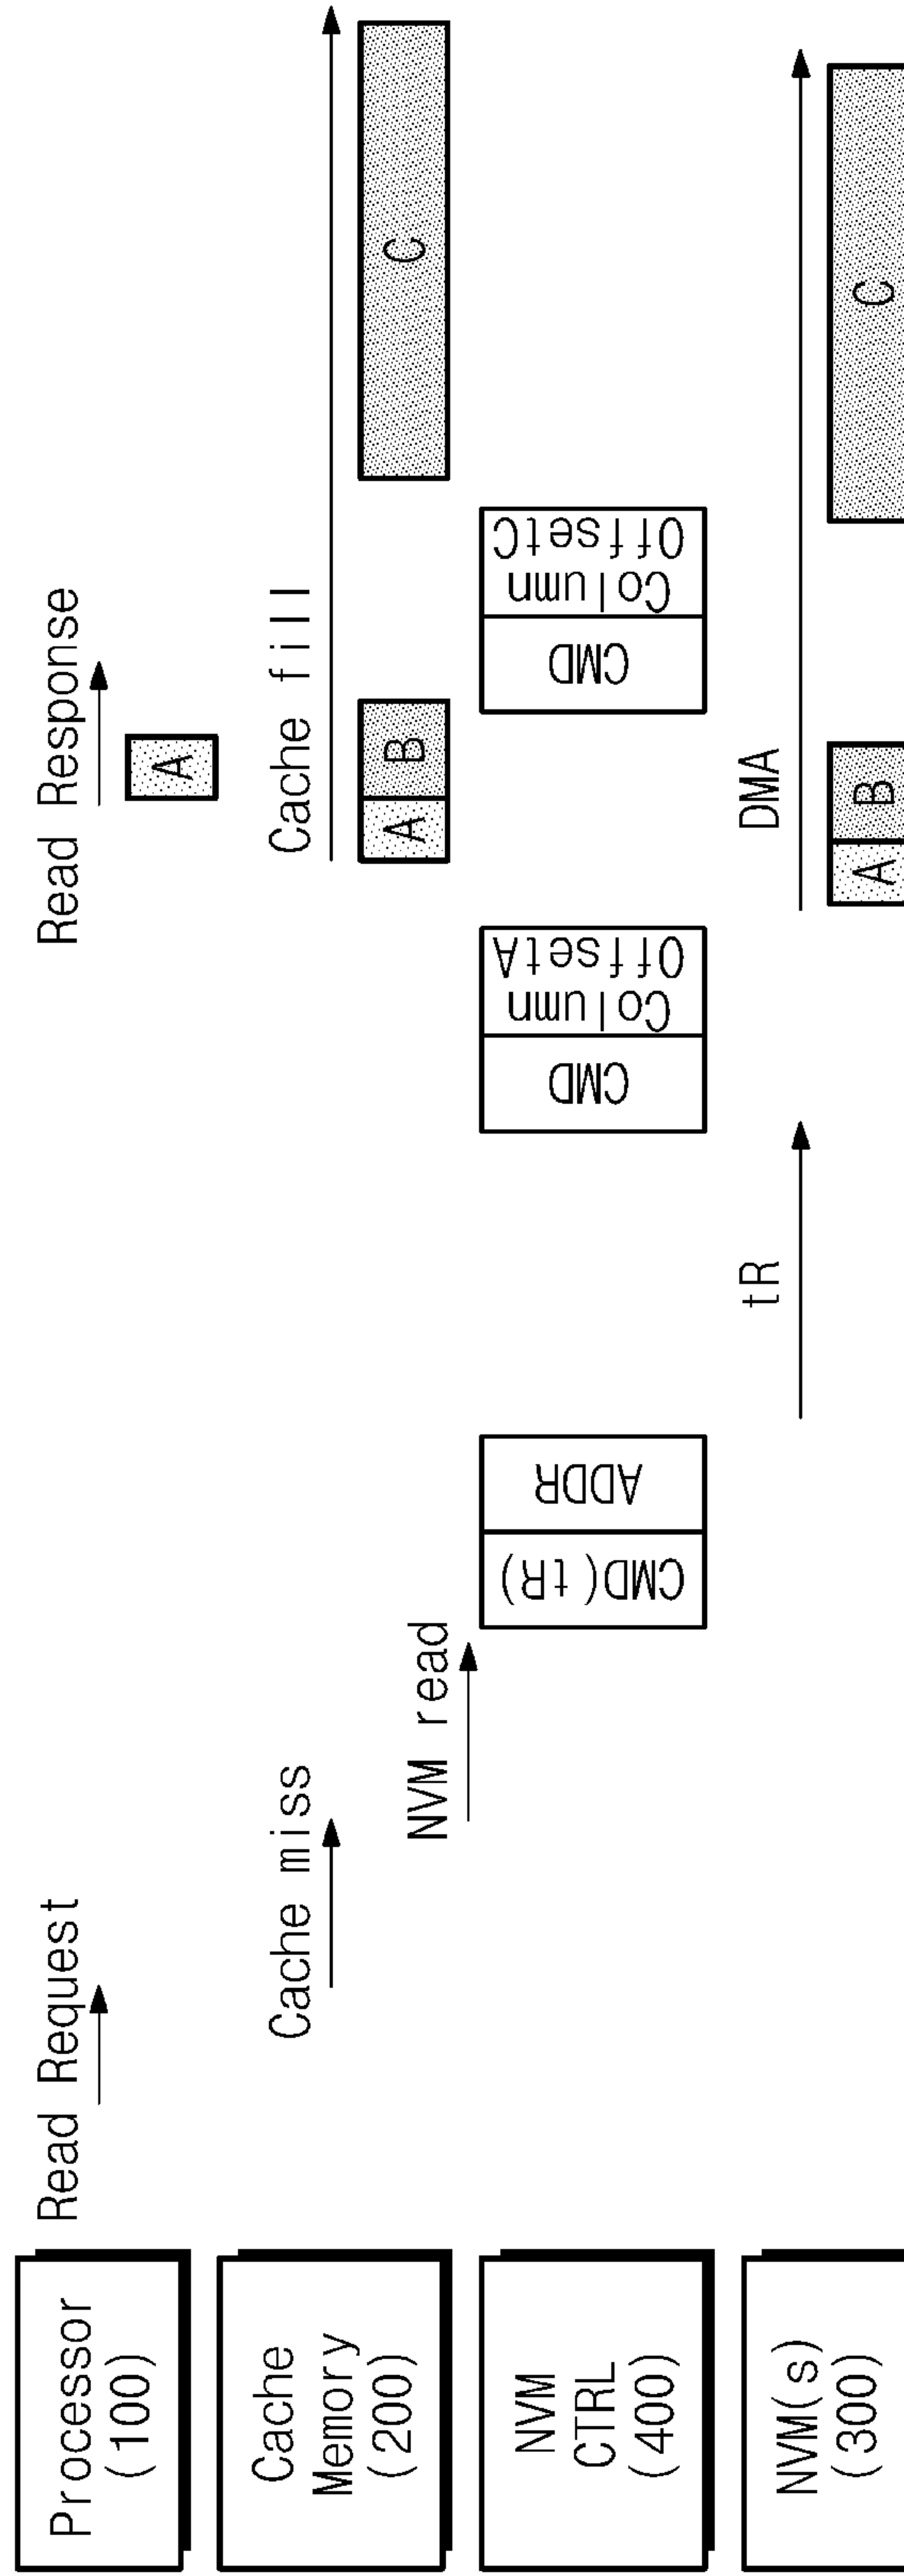 Processor
(100)
Read Request
Read Response
A
Cache
Memory
(200)
Cache miss
Cache fill
A
B
C
NVM
CTRL
(400)
NVM read
CMD(tR)
ADDR
CMD
Column
OffsetA
CMD
Column
OffsetC
NVM(s)
(300)
tR
DMA
A
B
C